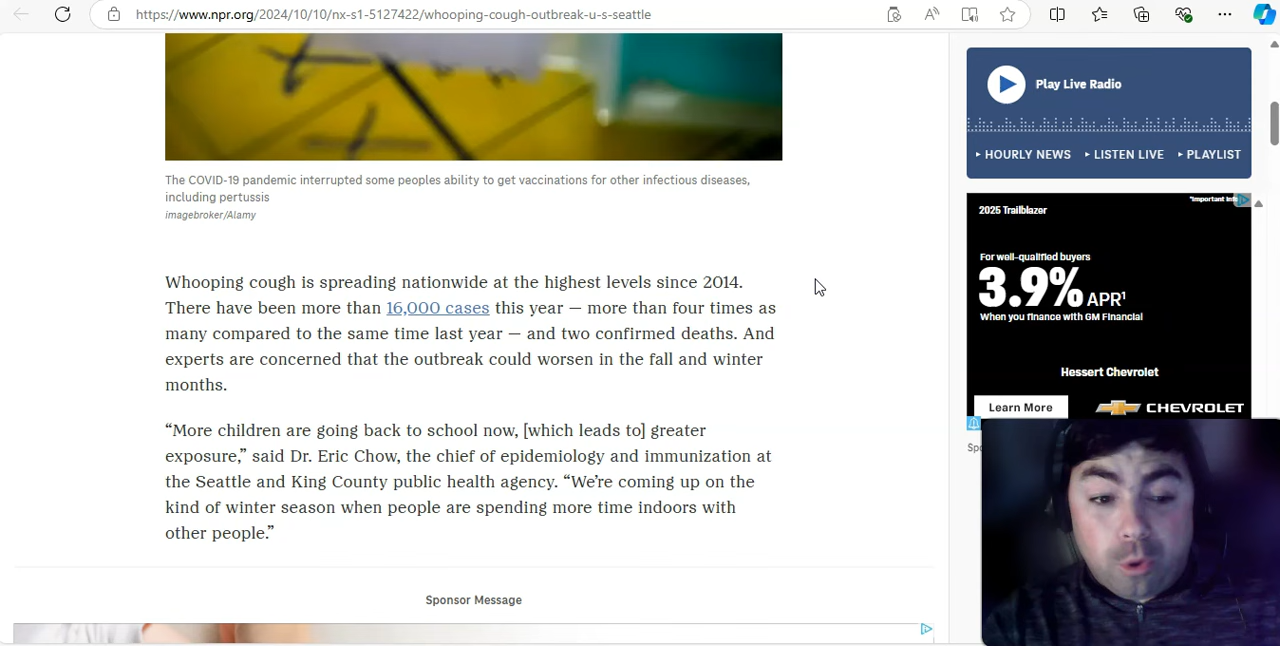 https://www.npr.org/2024/10/10/nx-s1-5127422/whooping-cough-outbreak-u-s-seattle
Play Live Radio
HOURLY NEWS LISTEN LIVE PLAYLIST
The COVID-19 pandemic interrupted some peoples ability to get vaccinations for other infectious diseases,
including pertussis
imagebroker/Alamy
Whooping cough is spreading nationwide at the highest levels since 2014.
There have been more than 16,000 cases this year — more than four times as
many compared to the same time last year — and two confirmed deaths. And
experts are concerned that the outbreak could worsen in the fall and winter
months.
“More children are going back to school now, [which leads to] greater
exposure,” said Dr. Eric Chow, the chief of epidemiology and immunization at
the Seattle and King County public health agency. “We’re coming up on the
kind of winter season when people are spending more time indoors with
other people.”
Sponsor Message
2025 Trailblazer
*Important
For well-qualified buyers
3.9% APR¹
When you finance with GM Financial
Hessert Chevrolet
Learn More
CHEVROLET